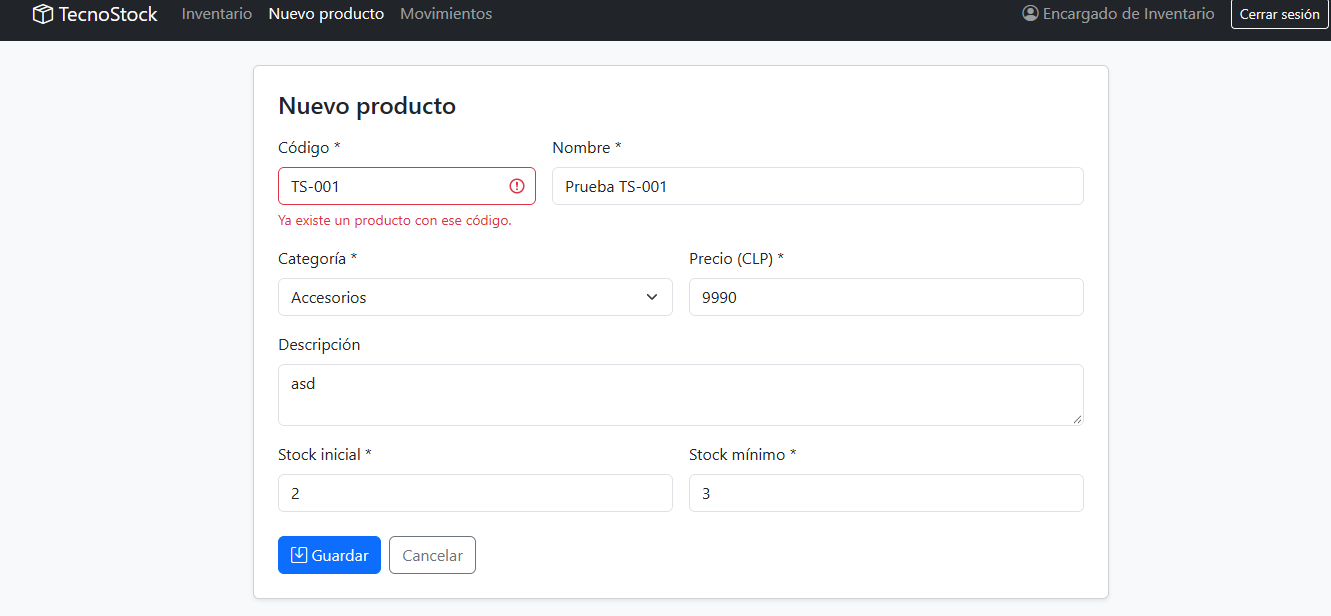 TecnoStock Inventario Nuevo producto Movimientos Encargado de Inventario Cerrar sesión
Nuevo producto
Código * Nombre *
TS-001 Prueba TS-001
Ya existe un producto con ese código.
Categoría * Precio (CLP) *
Accesorios 9990
Descripción
asd
Stock inicial * Stock mínimo *
2 3
Guardar Cancelar